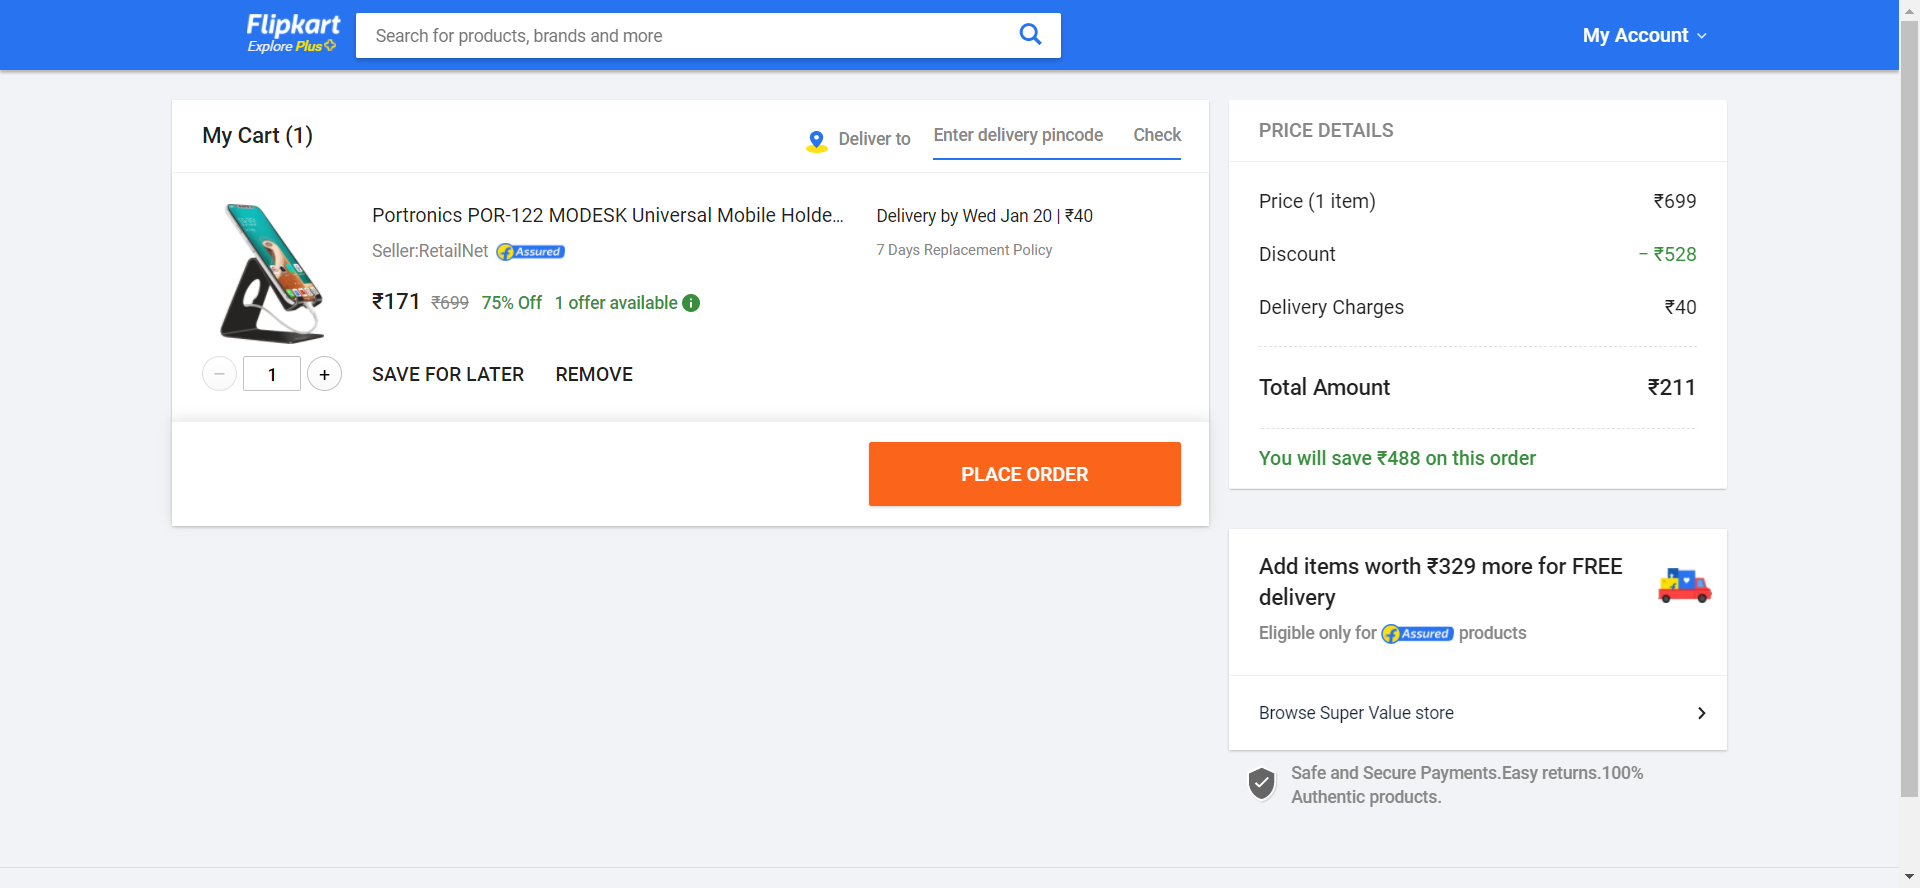 Flipkart
Explore Plus
Search for products, brands and more
My Account
My Cart (1)
Deliver to
Enter delivery pincode
Check
Portronics POR-122 MODESK Universal Mobile Holde...
Seller:RetailNet
Assured
₹171 ₹699 75% Off 1 offer available
− 1 +
SAVE FOR LATER
REMOVE
Delivery by Wed Jan 20 | ₹40
7 Days Replacement Policy
PLACE ORDER
PRICE DETAILS
Price (1 item) ₹699
Discount − ₹528
Delivery Charges ₹40
Total Amount ₹211
You will save ₹488 on this order
Add items worth ₹329 more for FREE
delivery
Eligible only for Assured products
Browse Super Value store
Safe and Secure Payments.Easy returns.100%
Authentic products.